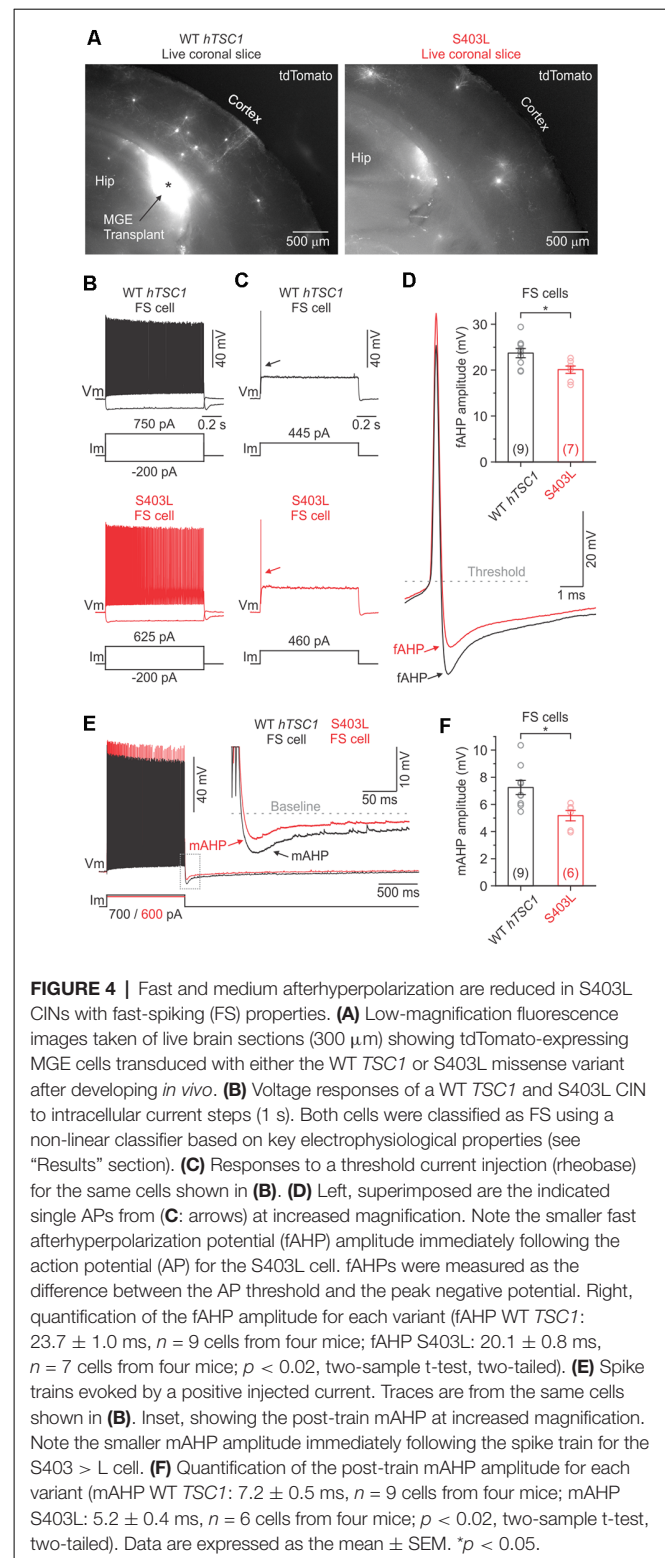 A
WT hTSC1
Live coronal slice
S403L
Live coronal slice
tdTomato
Cortex
Hip
*
MGE
Transplant
500 μm
tdTomato
Cortex
Hip
500 μm
B
WT hTSC1
FS cell
40 mV
Vm
0.2 s
750 pA
Im
-200 pA
S403L
FS cell
Vm
625 pA
Im
-200 pA
C
WT hTSC1
FS cell
40 mV
Vm
0.2 s
445 pA
Im
S403L
FS cell
Vm
460 pA
Im
D
FS cells
*
fAHP amplitude (mV)
30
20
10
0
(9)
(7)
WT hTSC1
S403L
Threshold
20 mV
1 ms
fAHP
fAHP
E
WT hTSC1
FS cell
S403L
FS cell
40 mV
10 mV
50 ms
Baseline
mAHP
mAHP
Vm
500 ms
Im
700 / 600 pA
F
FS cells
*
mAHP amplitude (mV)
10
8
6
4
2
0
(9)
(6)
WT hTSC1
S403L
FIGURE 4 | Fast and medium afterhyperpolarization are reduced in S403L
CINs with fast-spiking (FS) properties. (A) Low-magnification fluorescence
images taken of live brain sections (300 μm) showing tdTomato-expressing
MGE cells transduced with either the WT TSC1 or S403L missense variant
after developing in vivo. (B) Voltage responses of a WT TSC1 and S403L CIN
to intracellular current steps (1 s). Both cells were classified as FS using a
non-linear classifier based on key electrophysiological properties (see
“Results” section). (C) Responses to a threshold current injection (rheobase)
for the same cells shown in (B). (D) Left, superimposed are the indicated
single APs from (C: arrows) at increased magnification. Note the smaller fast
afterhyperpolarization potential (fAHP) amplitude immediately following the
action potential (AP) for the S403L cell. fAHPs were measured as the
difference between the AP threshold and the peak negative potential. Right,
quantification of the fAHP amplitude for each variant (fAHP WT TSC1:
23.7 ± 1.0 ms, n = 9 cells from four mice; fAHP S403L: 20.1 ± 0.8 ms,
n = 7 cells from four mice; p < 0.02, two-sample t-test, two-tailed). (E) Spike
trains evoked by a positive injected current. Traces are from the same cells
shown in (B). Inset, showing the post-train mAHP at increased magnification.
Note the smaller mAHP amplitude immediately following the spike train for the
S403 > L cell. (F) Quantification of the post-train mAHP amplitude for each
variant (mAHP WT TSC1: 7.2 ± 0.5 ms, n = 9 cells from four mice; mAHP
S403L: 5.2 ± 0.4 ms, n = 6 cells from four mice; p < 0.02, two-sample t-test,
two-tailed). Data are expressed as the mean ± SEM. *p < 0.05.